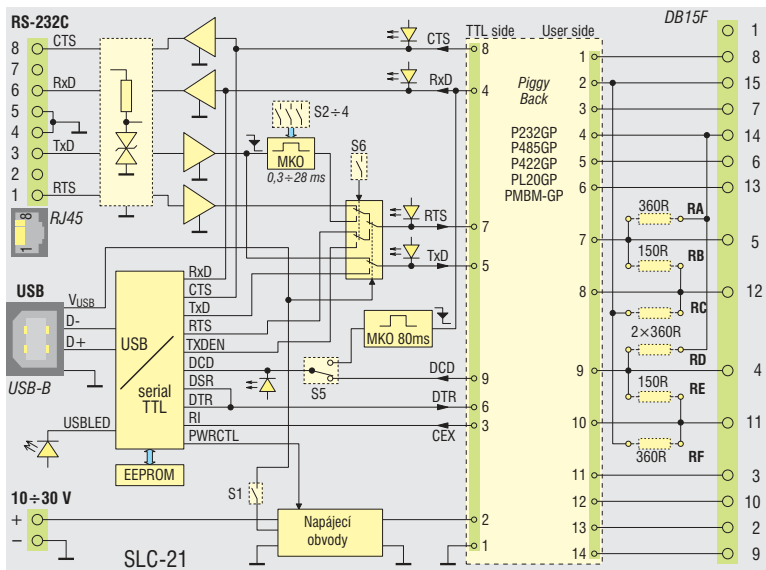 RS-232C
8 CTS
7
6 RxD
5
4
3 TxD
2
1 RTS
8
1
RJ45
USB
VUSB
D-
D+
USB-B
USBLED
10÷30 V
+
−
SLC-21
USB
serial
TTL
EEPROM
RxD
CTS
TxD
RTS
TXDEN
DCD
DSR
DTR
RI
PWRCTL
S2÷4
MKO
0,3÷28 ms
S6
S5
S1
MKO 80ms
Napájecí
obvody
CTS
RxD
RTS
TxD
DCD
DTR
CEX
TTL side
User side
8
4
7
5
9
6
3
2
1
Piggy
Back
P232GP
P485GP
P422GP
PL20GP
PMBM-GP
1
2
3
4
5
6
7
8
9
10
11
12
13
14
360R RA
150R RB
RC
2×360R
RD
150R RE
360R RF
DB15F
1
8
15
7
14
6
13
5
12
4
11
3
10
2
9